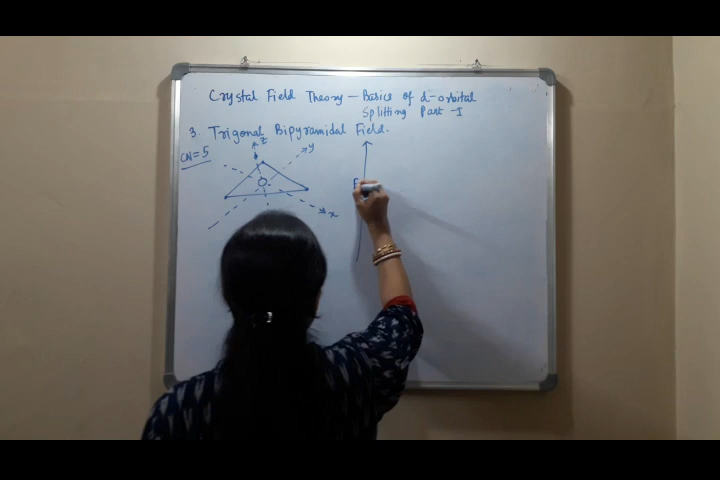 Crystal Field Theory — Basics of d-orbital
Splitting Part-I
3. Trigonal Bipyramidal Field.
CN=5
z
y
x
E